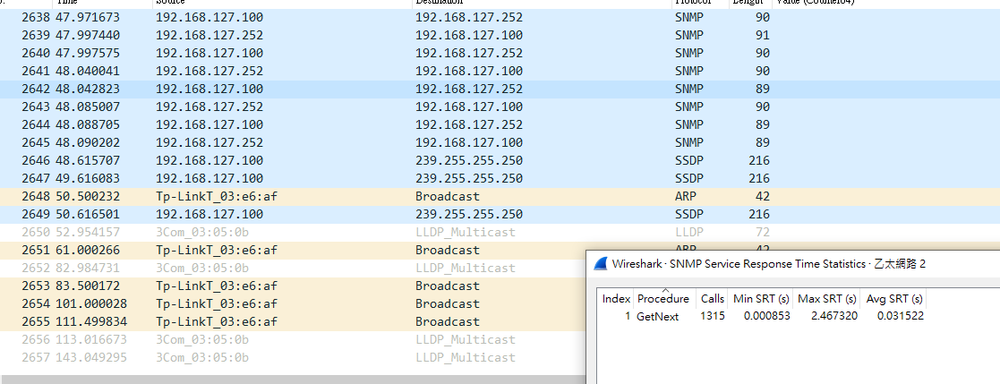 Time Source Destination Protocol Length Value (Counter64)
2638 47.971673 192.168.127.100 192.168.127.252 SNMP 90
2639 47.997440 192.168.127.252 192.168.127.100 SNMP 91
2640 47.997575 192.168.127.100 192.168.127.252 SNMP 90
2641 48.040041 192.168.127.252 192.168.127.100 SNMP 90
2642 48.042823 192.168.127.100 192.168.127.252 SNMP 89
2643 48.085007 192.168.127.252 192.168.127.100 SNMP 90
2644 48.088705 192.168.127.100 192.168.127.252 SNMP 89
2645 48.090202 192.168.127.252 192.168.127.100 SNMP 89
2646 48.615707 192.168.127.100 239.255.255.250 SSDP 216
2647 49.616083 192.168.127.100 239.255.255.250 SSDP 216
2648 50.500232 Tp-LinkT_03:e6:af Broadcast ARP 42
2649 50.616501 192.168.127.100 239.255.255.250 SSDP 216
2650 52.954157 3Com_03:05:0b LLDP_Multicast LLDP 72
2651 61.000266 Tp-LinkT_03:e6:af Broadcast ARP 42
2652 82.984731 3Com_03:05:0b LLDP_Multicast
2653 83.500172 Tp-LinkT_03:e6:af Broadcast
2654 101.000028 Tp-LinkT_03:e6:af Broadcast
2655 111.499834 Tp-LinkT_03:e6:af Broadcast
2656 113.016673 3Com_03:05:0b LLDP_Multicast
2657 143.049295 3Com_03:05:0b LLDP_Multicast
Wireshark · SNMP Service Response Time Statistics · 乙太網路 2
Index Procedure Calls Min SRT (s) Max SRT (s) Avg SRT (s)
1 GetNext 1315 0.000853 2.467320 0.031522